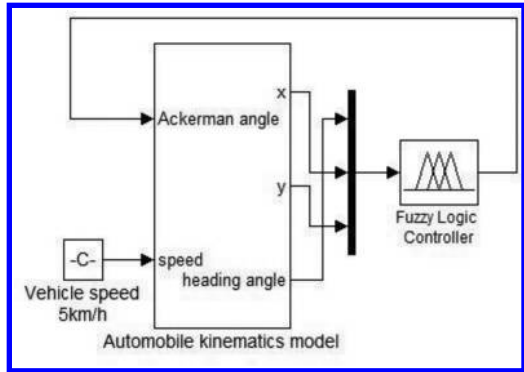 x
Ackerman angle
y
Fuzzy Logic
Controller
-C-
speed
heading angle
Vehicle speed
5km/h
Automobile kinematics model